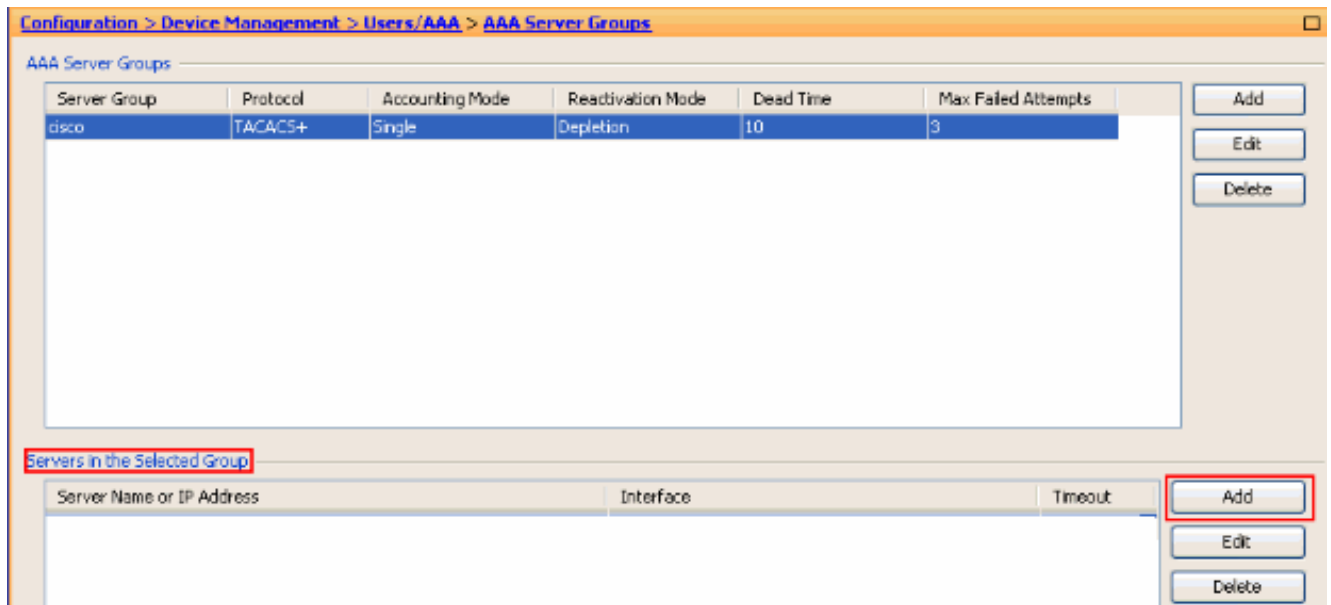 Configuration > Device Management > Users/AAA > AAA Server Groups
AAA Server Groups
Server Group Protocol Accounting Mode Reactivation Mode Dead Time Max Failed Attempts
cisco TACACS+ Single Depletion 10 3
Add
Edit
Delete
Servers in the Selected Group
Server Name or IP Address Interface Timeout
Add
Edit
Delete